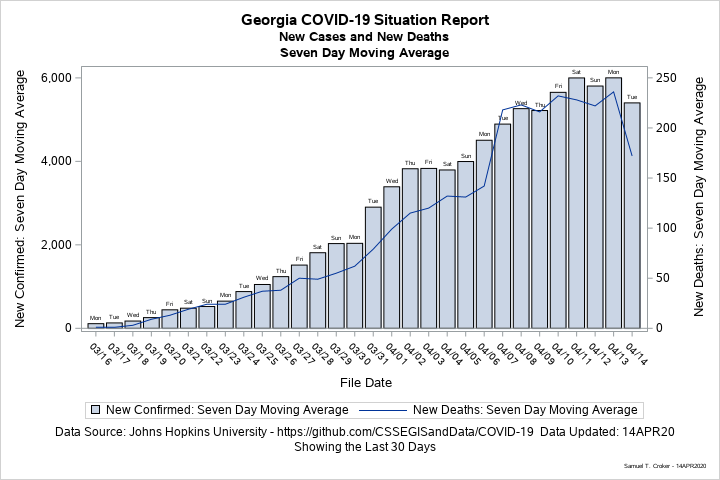 Georgia COVID-19 Situation Report
New Cases and New Deaths
Seven Day Moving Average
New Confirmed: Seven Day Moving Average
6,000
4,000
2,000
0
Mon Tue Wed Thu Fri Sat Sun Mon Tue Wed Thu Fri Sat Sun Mon Tue Wed Thu Fri Sat Sun Mon Tue Wed Thu Fri Sat Sun Mon Tue
250
200
150
100
50
0
New Deaths: Seven Day Moving Average
03/16 03/17 03/18 03/19 03/20 03/21 03/22 03/23 03/24 03/25 03/26 03/27 03/28 03/29 03/30 03/31 04/01 04/02 04/03 04/04 04/05 04/06 04/07 04/08 04/09 04/10 04/11 04/12 04/13 04/14
File Date
New Confirmed: Seven Day Moving Average New Deaths: Seven Day Moving Average
Data Source: Johns Hopkins University - https://github.com/CSSEGISandData/COVID-19 Data Updated: 14APR20
Showing the Last 30 Days
Samuel T. Croker - 14APR2020